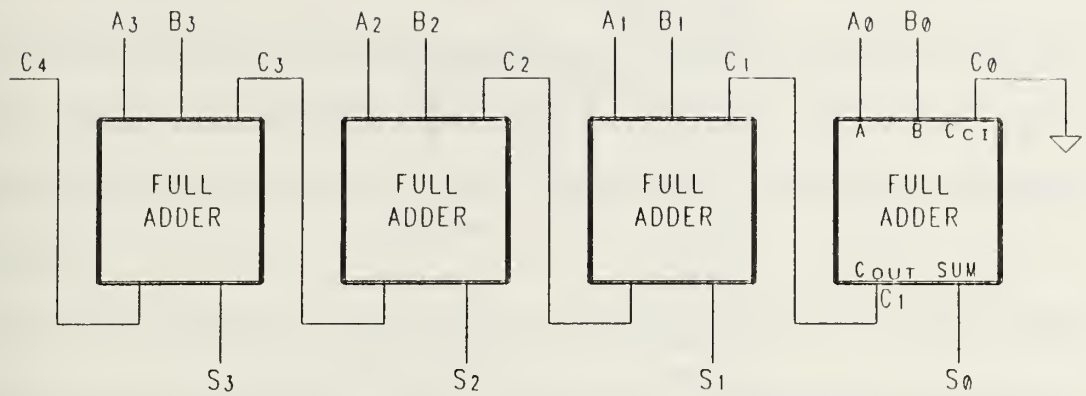 A3 B3 A2 B2 A1 B1 A0 B0
C4 C3 C2 C1 C0
A B CCI
FULL FULL FULL FULL
ADDER ADDER ADDER ADDER
COUT SUM
C1
S3 S2 S1 S0